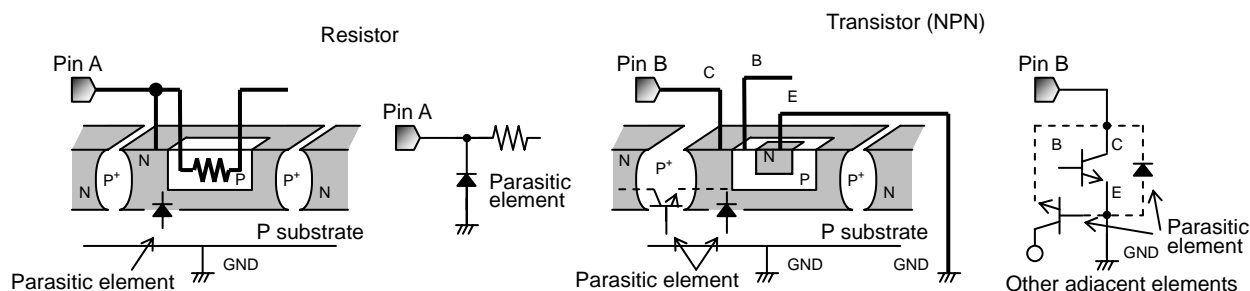 Resistor
Transistor (NPN)
Pin A
Pin A
Pin B
C
B
E
Pin B
N
N
P+
P
P+
N
Parasitic
element
P substrate
GND
Parasitic element
N
N
P+
N
P
P+
N
P substrate
GND
GND
Parasitic element
B
C
E
GND
Parasitic
element
Other adjacent elements